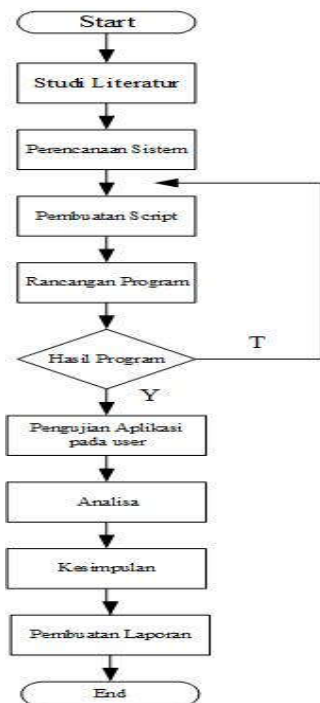 Start
Studi Literatur
Perencanaan Sistem
Pembuatan Script
Rancangan Program
Hasil Program
T
Y
Pengujian Aplikasi
pada user
Analisa
Kesimpulan
Pembuatan Laporan
End